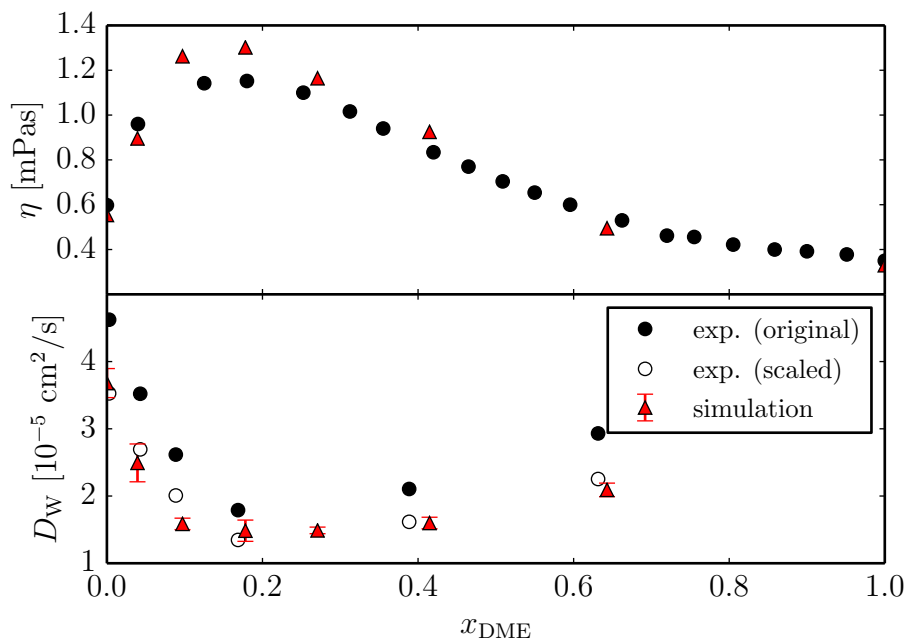 1.4
1.2
1.0
0.8
0.6
0.4
η [mPas]
4
3
2
1
D_W [10⁻⁵ cm²/s]
exp. (original)
exp. (scaled)
simulation
0.0 0.2 0.4 0.6 0.8 1.0
x_DME